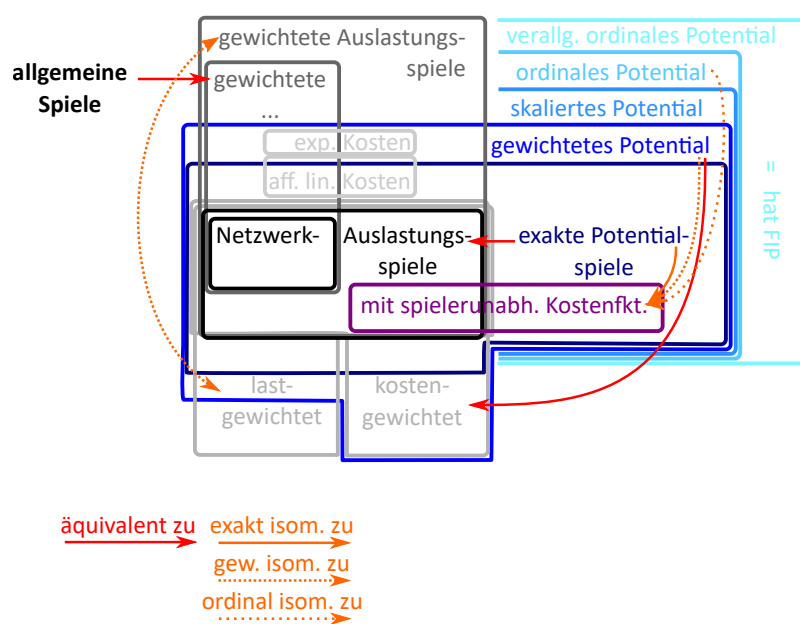 gewichtete Auslastungs-
spiele
verallg. ordinales Potential
allgemeine
Spiele
gewichtete
...
ordinales Potential
skaliertes Potential
exp. Kosten
gewichtetes Potential
aff. lin. Kosten
= hat FIP
Netzwerk-
Auslastungs-
spiele
exakte Potential-
spiele
mit spielerunabh. Kostenfkt.
last-
gewichtet
kosten-
gewichtet
äquivalent zu
exakt isom. zu
gew. isom. zu
ordinal isom. zu